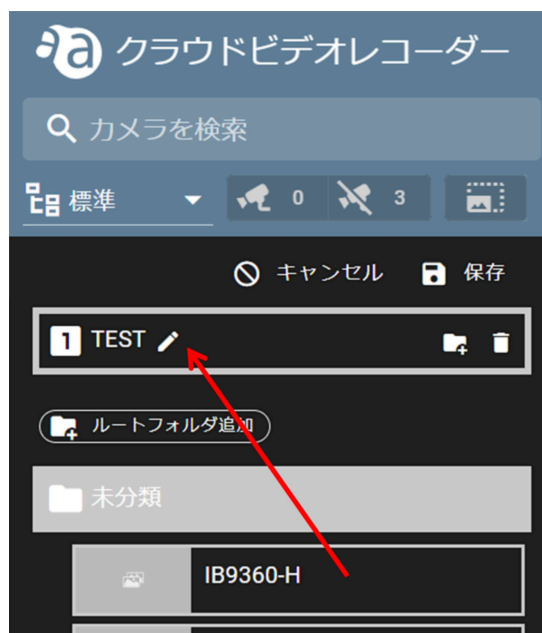 クラウドビデオレコーダー
カメラを検索
標準 0 3
キャンセル 保存
1 TEST
ルートフォルダ追加
未分類
IB9360-H